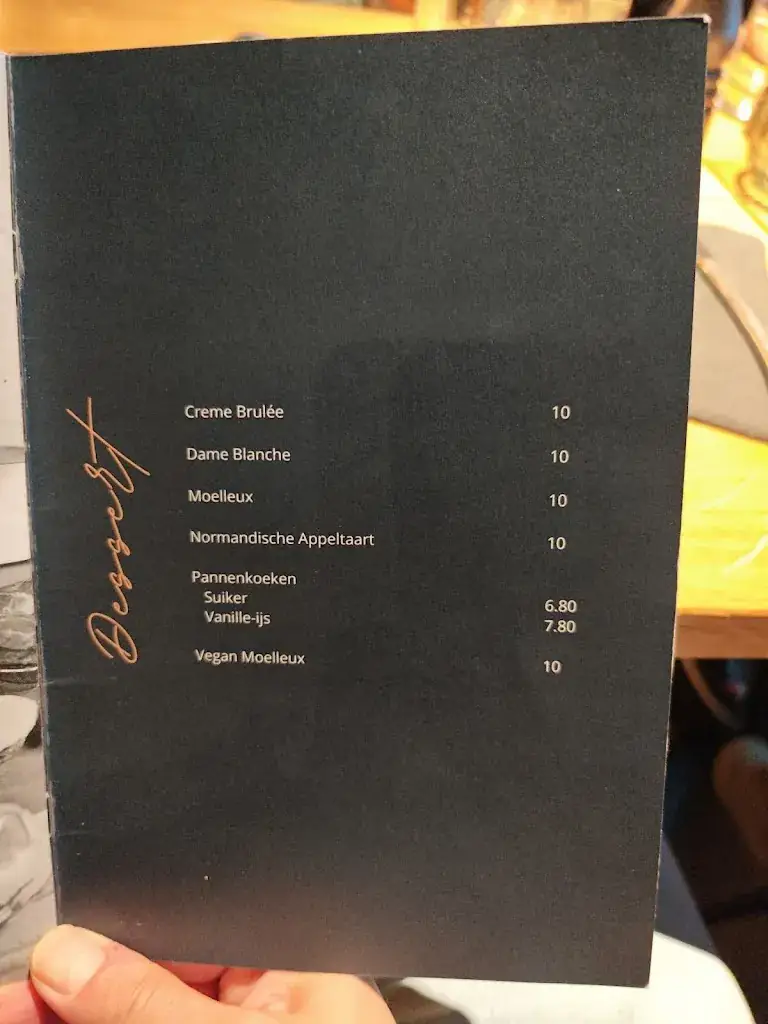 Dessert
Creme Brulée 10
Dame Blanche 10
Moelleux 10
Normandische Appeltaart 10
Pannenkoeken
Suiker 6.80
Vanille-ijs 7.80
Vegan Moelleux 10